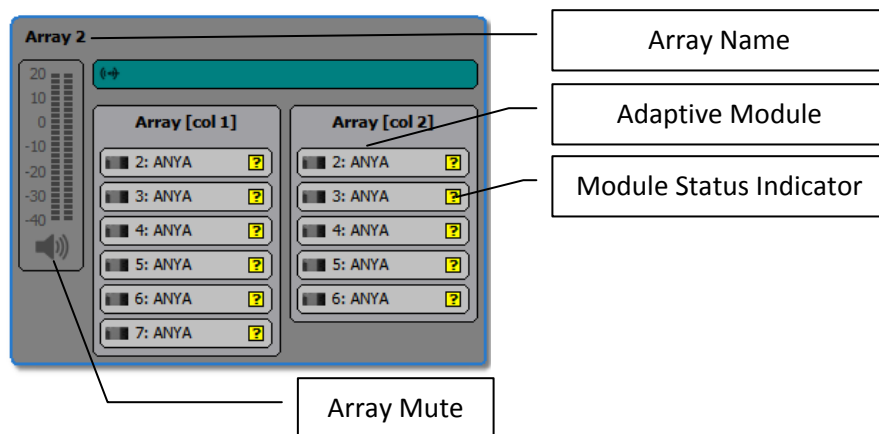 Array 2
Array Name
20
10
0
-10
-20
-30
-40
Array [col 1]
2: ANYA ?
3: ANYA ?
4: ANYA ?
5: ANYA ?
6: ANYA ?
7: ANYA ?
Array [col 2]
2: ANYA ?
3: ANYA ?
4: ANYA ?
5: ANYA ?
6: ANYA ?
Adaptive Module
Module Status Indicator
Array Mute